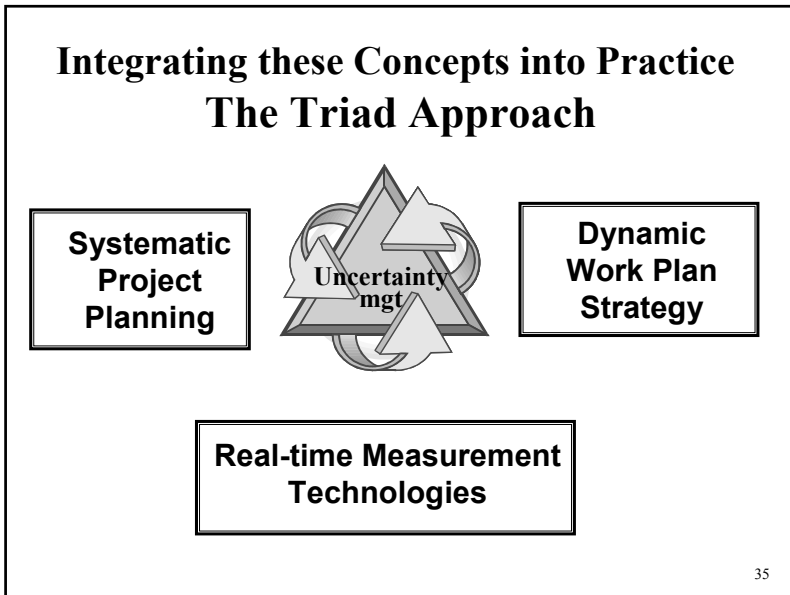 Integrating these Concepts into Practice
The Triad Approach
Systematic
Project
Planning
Uncertainty
mgt
Dynamic
Work Plan
Strategy
Real-time Measurement
Technologies
35